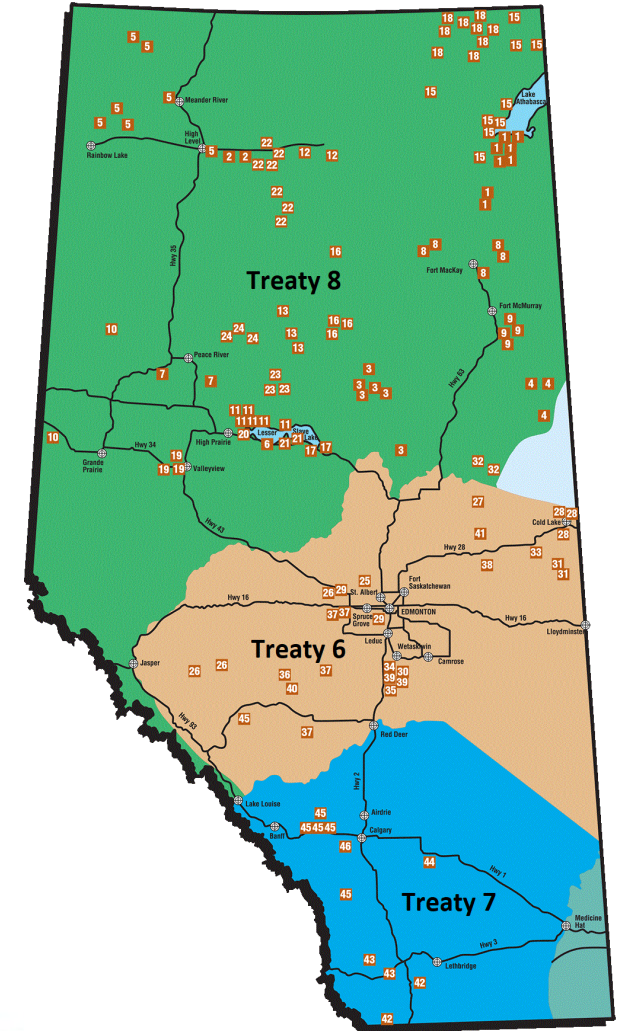 18 18 15
18 18
5 18 18
5 18 15 15
18 18
5 Meander River 15
Lake
Athabasca
15
5
5 5 15 15
15
High
Level
1 1
22
Rainbow Lake
5 2 2 22 12 12
1 1
15 1 1
22 22
22 1
22 1
22
Hwy 35
8 8
8 16 8
Fort MacKay
8
Treaty 8
13 Fort McMurray
10 24 16 16 9
24 24 13 16 9 9
13 9
Peace River
7 7 23 3
23 23 3 3 3
3
Hwy 63
4 4
4
11 11
11 11 11 11
10 High Prairie 20 Lesser Slave
Lake
6 21 21 17 17
3
Hwy 34
Grande
Prairie
19
19 19 Valleyview
32
32
27
28 28
Cold Lake
28
Hwy 43
41
Hwy 28
33
38 31
31
25
26 29 St. Albert Fort
Saskatchewan
Hwy 16
37 37 Spruce
Grove
29
EDMONTON
Hwy 16
Lloydminster
Leduc
Treaty 6
Wetaskiwin
Camrose
Jasper
26 26 36 37 34 30
39 39
40 35
Hwy 93
45
37
Red Deer
Hwy 2
Lake Louise
45 Airdrie
Banff 45 45 45 Calgary
46
44
Hwy 1
45 Treaty 7
Medicine
Hat
Hwy 3
43 Lethbridge
43 42
42